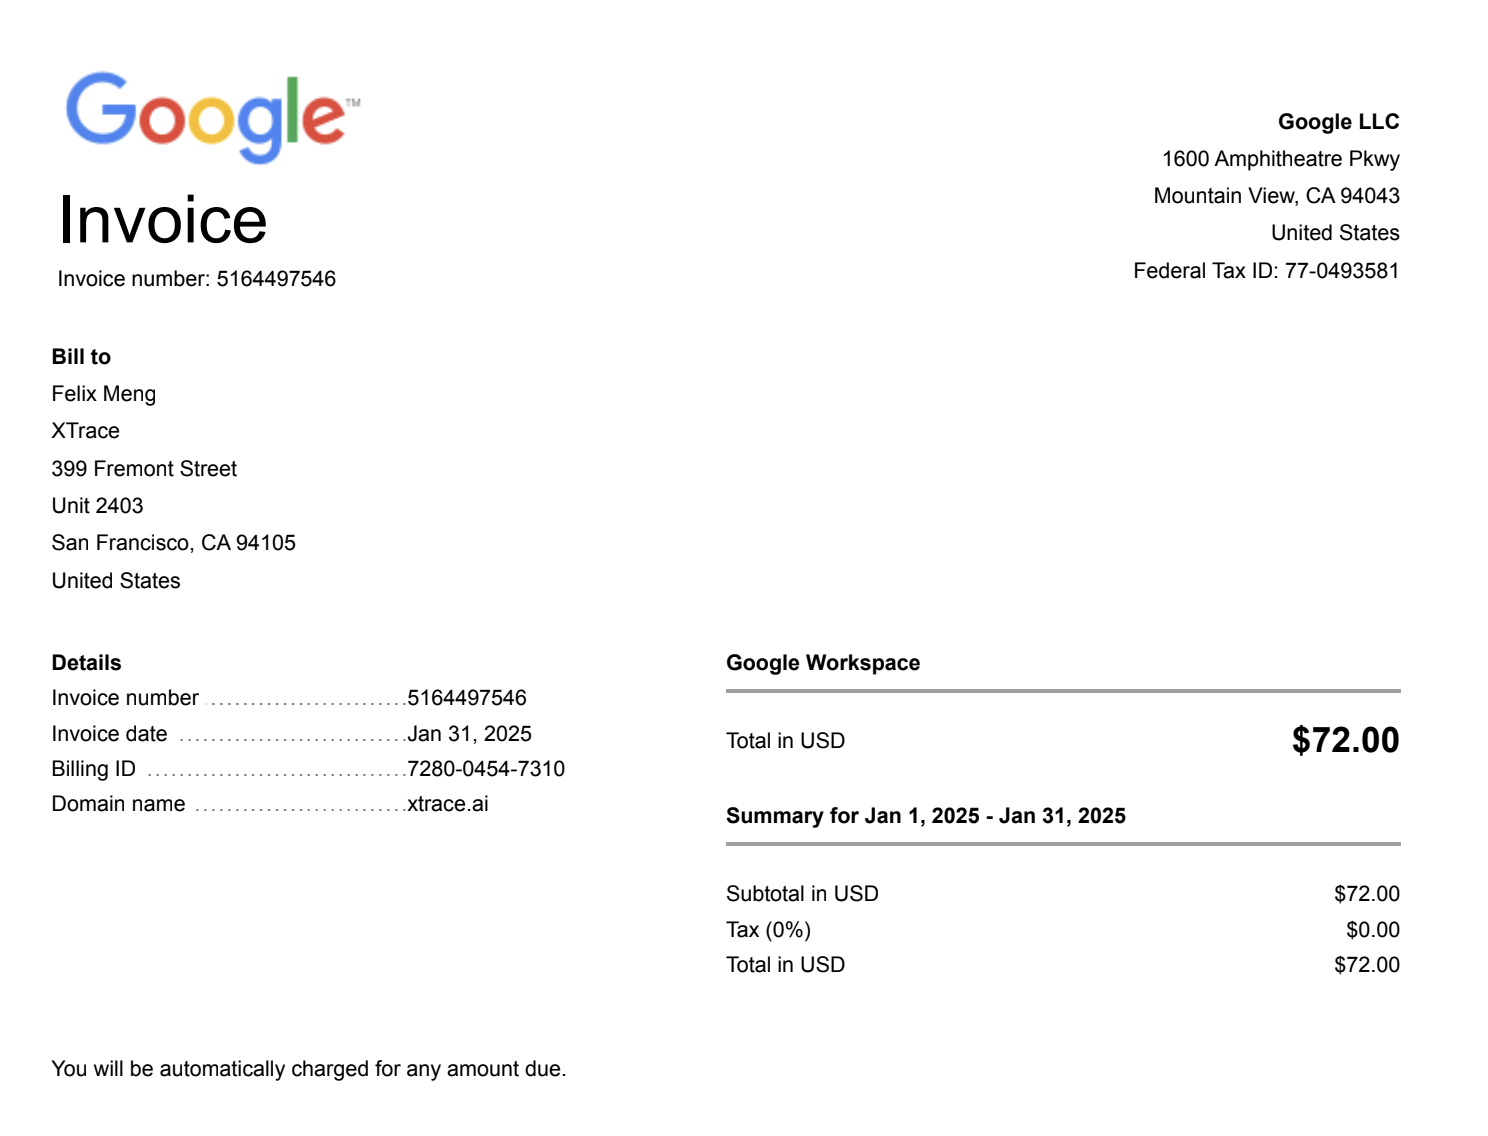 Google™
Invoice
Invoice number: 5164497546
Google LLC
1600 Amphitheatre Pkwy
Mountain View, CA 94043
United States
Federal Tax ID: 77-0493581
Bill to
Felix Meng
XTrace
399 Fremont Street
Unit 2403
San Francisco, CA 94105
United States
Details
Invoice number ..........................5164497546
Invoice date .............................Jan 31, 2025
Billing ID .................................7280-0454-7310
Domain name ...........................xtrace.ai
Google Workspace
Total in USD $72.00
Summary for Jan 1, 2025 - Jan 31, 2025
Subtotal in USD $72.00
Tax (0%) $0.00
Total in USD $72.00
You will be automatically charged for any amount due.